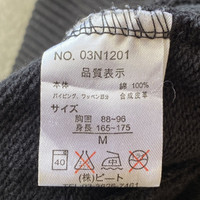 NO. 03N1201
品質表示
本体 綿 100%
パイピング、ワッペン部分 合成皮革
サイズ
胸囲 88~96
身長 165~175
M
40
(株)ビート